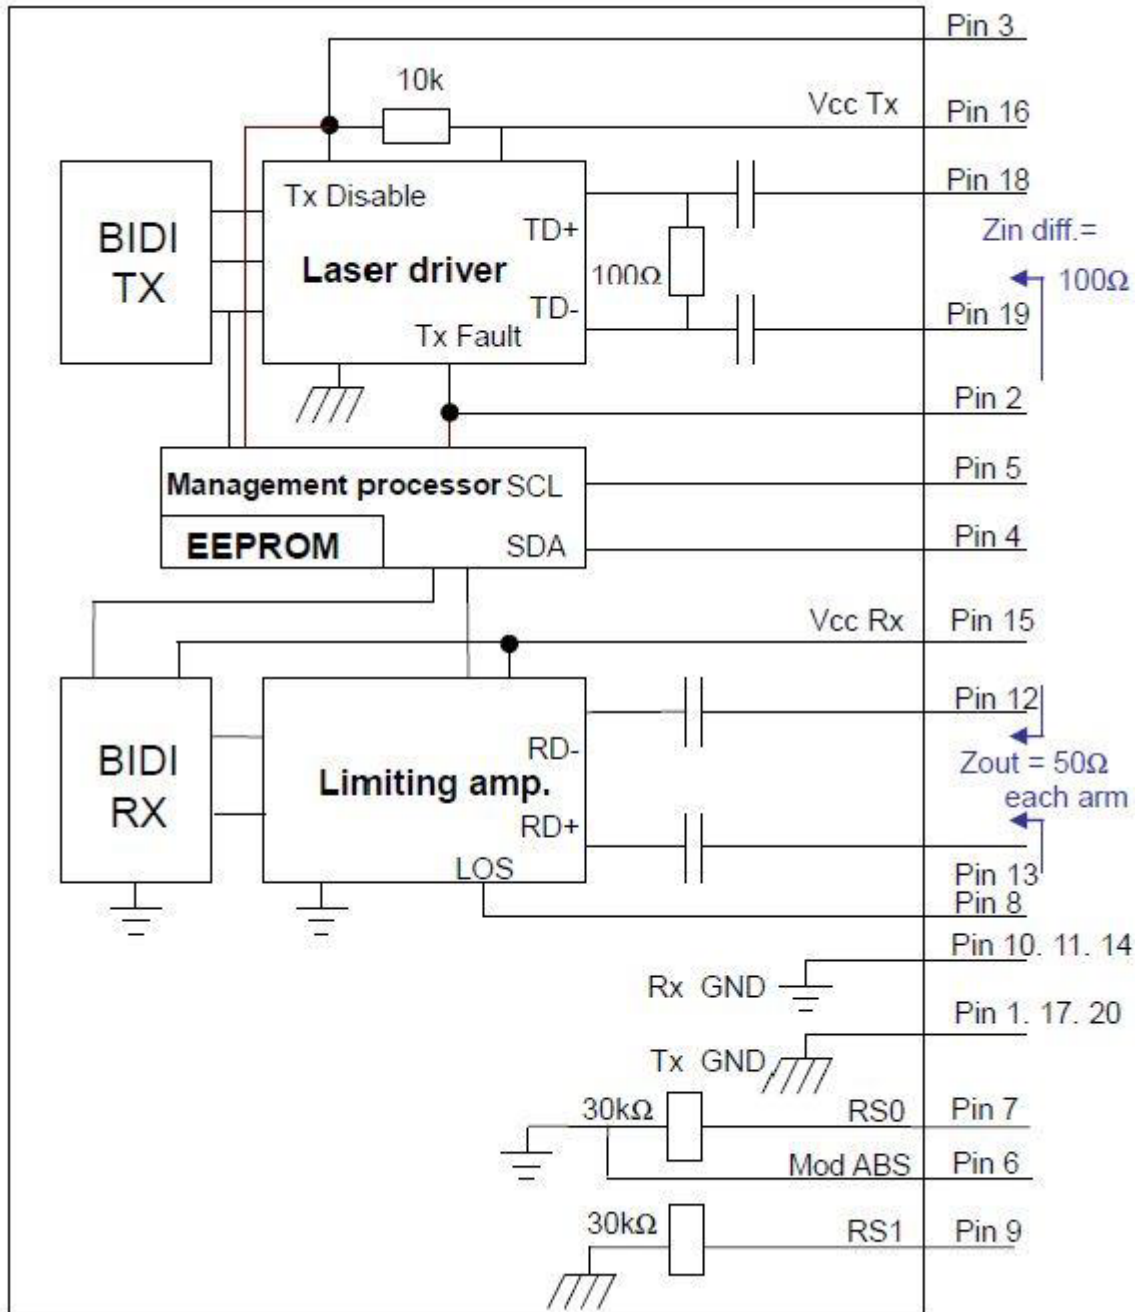 Pin 3
10k
Vcc Tx
Pin 16
Tx Disable
Pin 18
BIDI
TX
TD+
Zin diff.=
Laser driver
100Ω
100Ω
TD-
Pin 19
Tx Fault
Pin 2
Management processor
SCL
Pin 5
EEPROM
SDA
Pin 4
Vcc Rx
Pin 15
Pin 12
BIDI
RX
RD-
Limiting amp.
Zout = 50Ω
each arm
RD+
LOS
Pin 13
Pin 8
Pin 10. 11. 14
Rx GND
Pin 1. 17. 20
Tx GND
30kΩ
RS0
Pin 7
Mod ABS
Pin 6
30kΩ
RS1
Pin 9